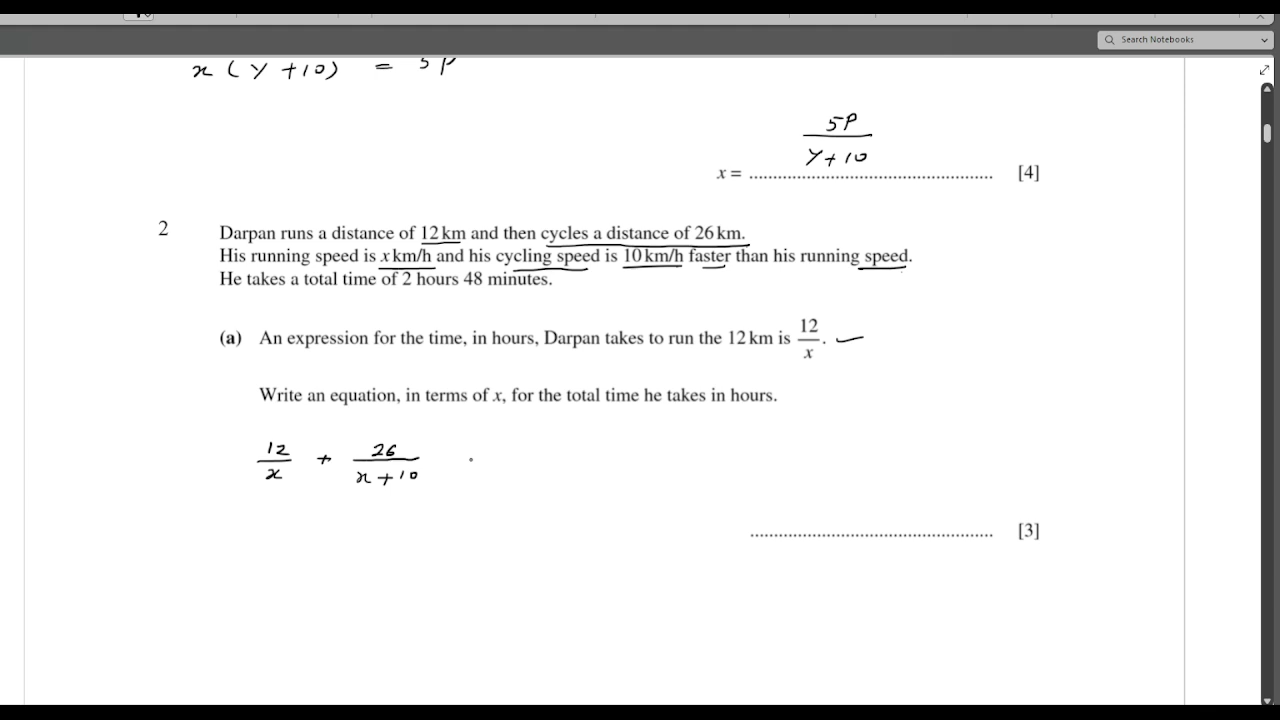 Search Notebooks
x ( y + 10 ) = 5P
5P
y + 10
x = .................................................. [4]
2 Darpan runs a distance of 12 km and then cycles a distance of 26 km.
His running speed is x km/h and his cycling speed is 10 km/h faster than his running speed.
He takes a total time of 2 hours 48 minutes.
(a) An expression for the time, in hours, Darpan takes to run the 12 km is 12/x.
Write an equation, in terms of x, for the total time he takes in hours.
12/x + 26/(x + 10)
.................................................. [3]